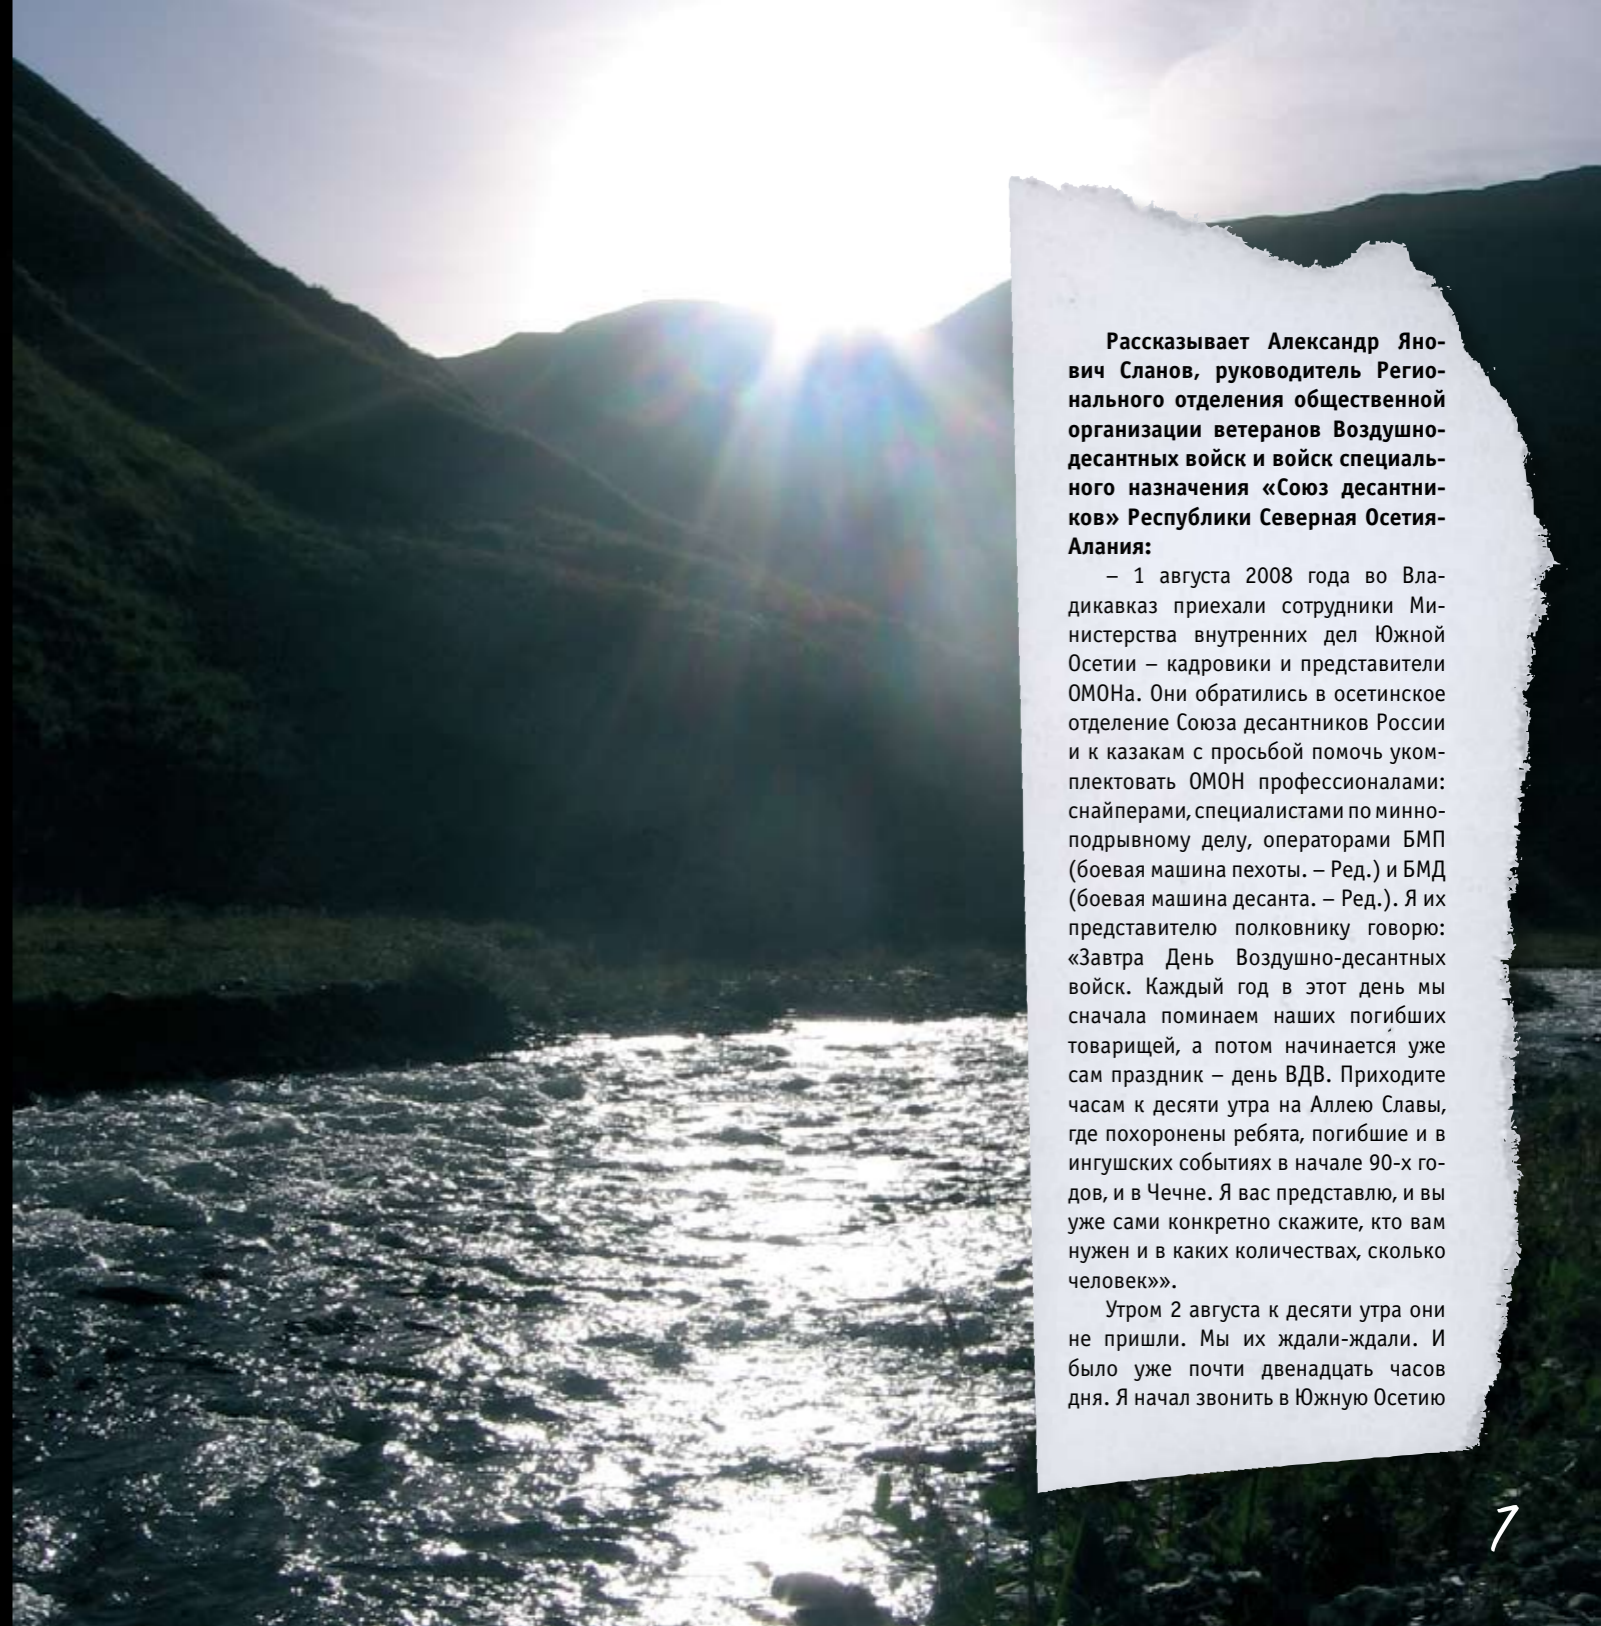 Рассказывает Александр Яно-
вич Сланов, руководитель Регио-
нального отделения общественной
организации ветеранов Воздушно-
десантных войск и войск специаль-
ного назначения «Союз десантни-
ков» Республики Северная Осетия-
Алания:
– 1 августа 2008 года во Вла-
дикавказ приехали сотрудники Ми-
нистерства внутренних дел Южной
Осетии – кадровики и представители
ОМОНа. Они обратились в осетинское
отделение Союза десантников России
и к казакам с просьбой помочь уком-
плектовать ОМОН профессионалами:
снайперами, специалистами по минно-
подрывному делу, операторами БМП
(боевая машина пехоты. – Ред.) и БМД
(боевая машина десанта. – Ред.). Я их
представителю полковнику говорю:
«Завтра День Воздушно-десантных
войск. Каждый год в этот день мы
сначала поминаем наших погибших
товарищей, а потом начинается уже
сам праздник – день ВДВ. Приходите
часам к десяти утра на Аллею Славы,
где похоронены ребята, погибшие и в
ингушских событиях в начале 90-х го-
дов, и в Чечне. Я вас представлю, и вы
уже сами конкретно скажите, кто вам
нужен и в каких количествах, сколько
человек»».
Утром 2 августа к десяти утра они
не пришли. Мы их ждали-ждали. И
было уже почти двенадцать часов
дня. Я начал звонить в Южную Осетию
7